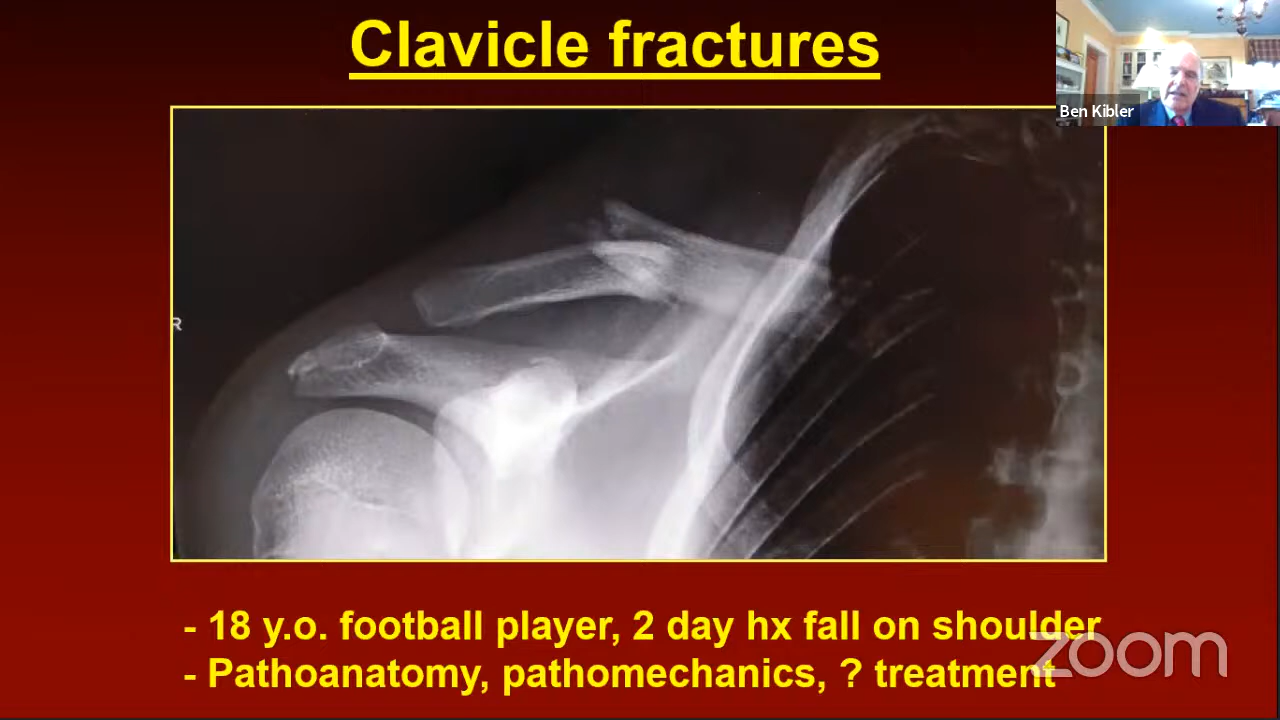 Clavicle fractures
Ben Kibler
R
- 18 y.o. football player, 2 day hx fall on shoulder
- Pathoanatomy, pathomechanics, ? treatment
zoom